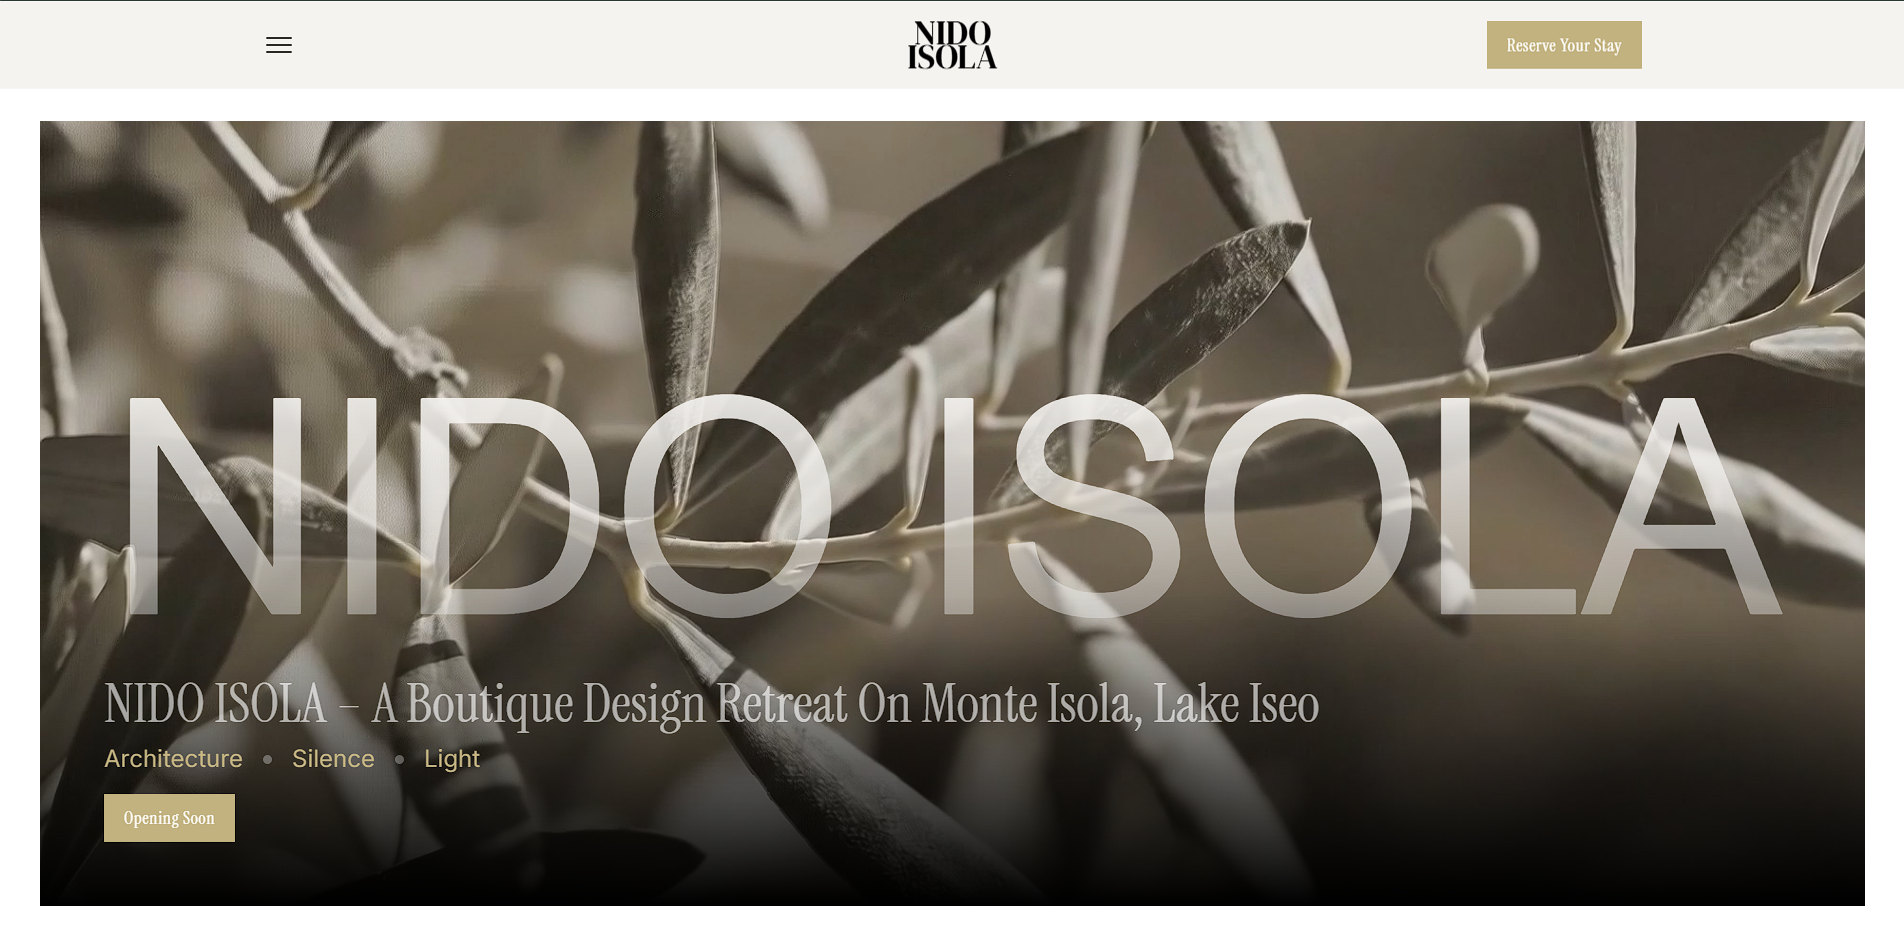 NIDO
ISOLA
Reserve Your Stay
NIDO ISOLA
NIDO ISOLA – A Boutique Design Retreat On Monte Isola, Lake Iseo
Architecture • Silence • Light
Opening Soon